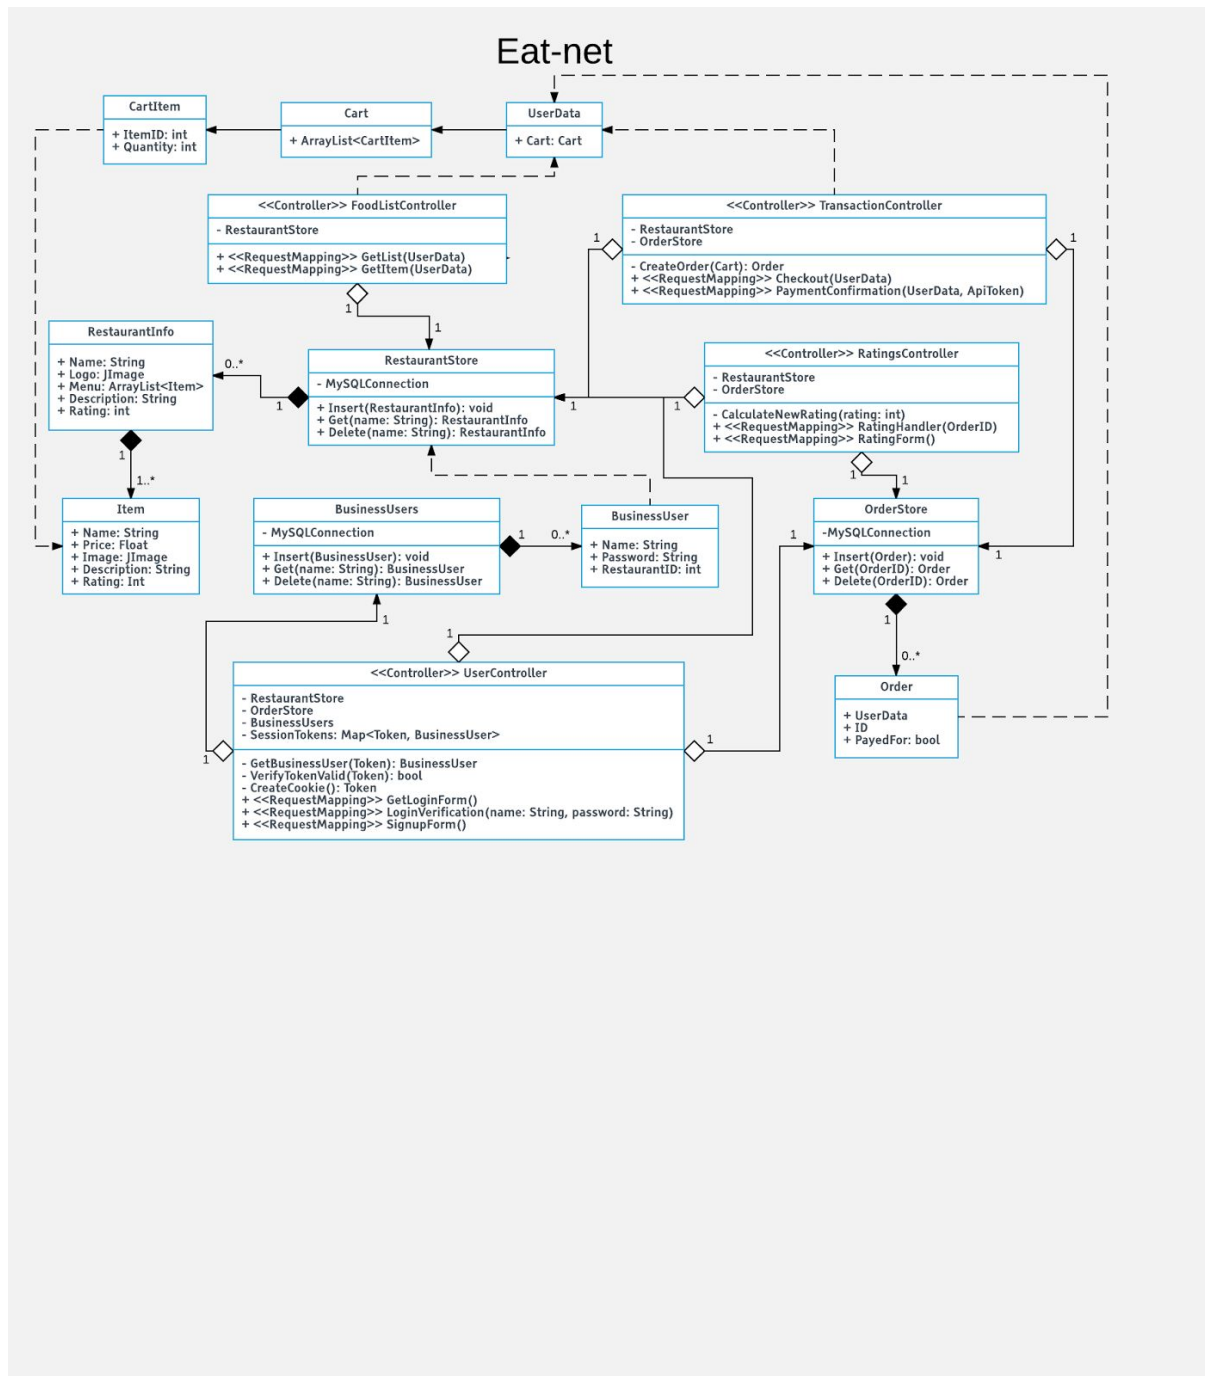 Eat-net
CartItem
+ ItemID: int
+ Quantity: int
Cart
+ ArrayList<CartItem>
UserData
+ Cart: Cart
<<Controller>> FoodListController
- RestaurantStore
+ <<RequestMapping>> GetList(UserData)
+ <<RequestMapping>> GetItem(UserData)
1
1
<<Controller>> TransactionController
- RestaurantStore
- OrderStore
- CreateOrder(Cart): Order
+ <<RequestMapping>> Checkout(UserData)
+ <<RequestMapping>> PaymentConfirmation(UserData, ApiToken)
1
1
RestaurantInfo
+ Name: String
+ Logo: JImage
+ Menu: ArrayList<Item>
+ Description: String
+ Rating: int
0..*
1
1
1..*
RestaurantStore
- MySQLConnection
+ Insert(RestaurantInfo): void
+ Get(name: String): RestaurantInfo
+ Delete(name: String): RestaurantInfo
1
1
<<Controller>> RatingsController
- RestaurantStore
- OrderStore
- CalculateNewRating(rating: int)
+ <<RequestMapping>> RatingHandler(OrderID)
+ <<RequestMapping>> RatingForm()
1
1
Item
+ Name: String
+ Price: Float
+ Image: JImage
+ Description: String
+ Rating: Int
BusinessUsers
- MySQLConnection
+ Insert(BusinessUser): void
+ Get(name: String): BusinessUser
+ Delete(name: String): BusinessUser
1
0..*
BusinessUser
+ Name: String
+ Password: String
+ RestaurantID: int
OrderStore
-MySQLConnection
+ Insert(Order): void
+ Get(OrderID): Order
+ Delete(OrderID): Order
1
1
1
0..*
1
1
<<Controller>> UserController
- RestaurantStore
- OrderStore
- BusinessUsers
- SessionTokens: Map<Token, BusinessUser>
- GetBusinessUser(Token): BusinessUser
- VerifyTokenValid(Token): bool
- CreateCookie(): Token
+ <<RequestMapping>> GetLoginForm()
+ <<RequestMapping>> LoginVerification(name: String, password: String)
+ <<RequestMapping>> SignupForm()
1
1
Order
+ UserData
+ ID
+ PayedFor: bool